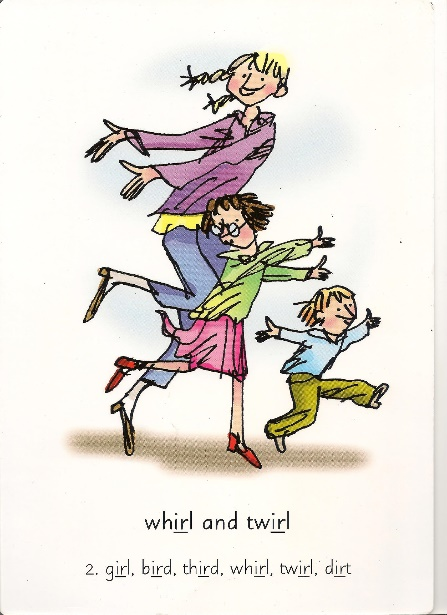 whirl and twirl
2. girl, bird, third, whirl, twirl, dirt